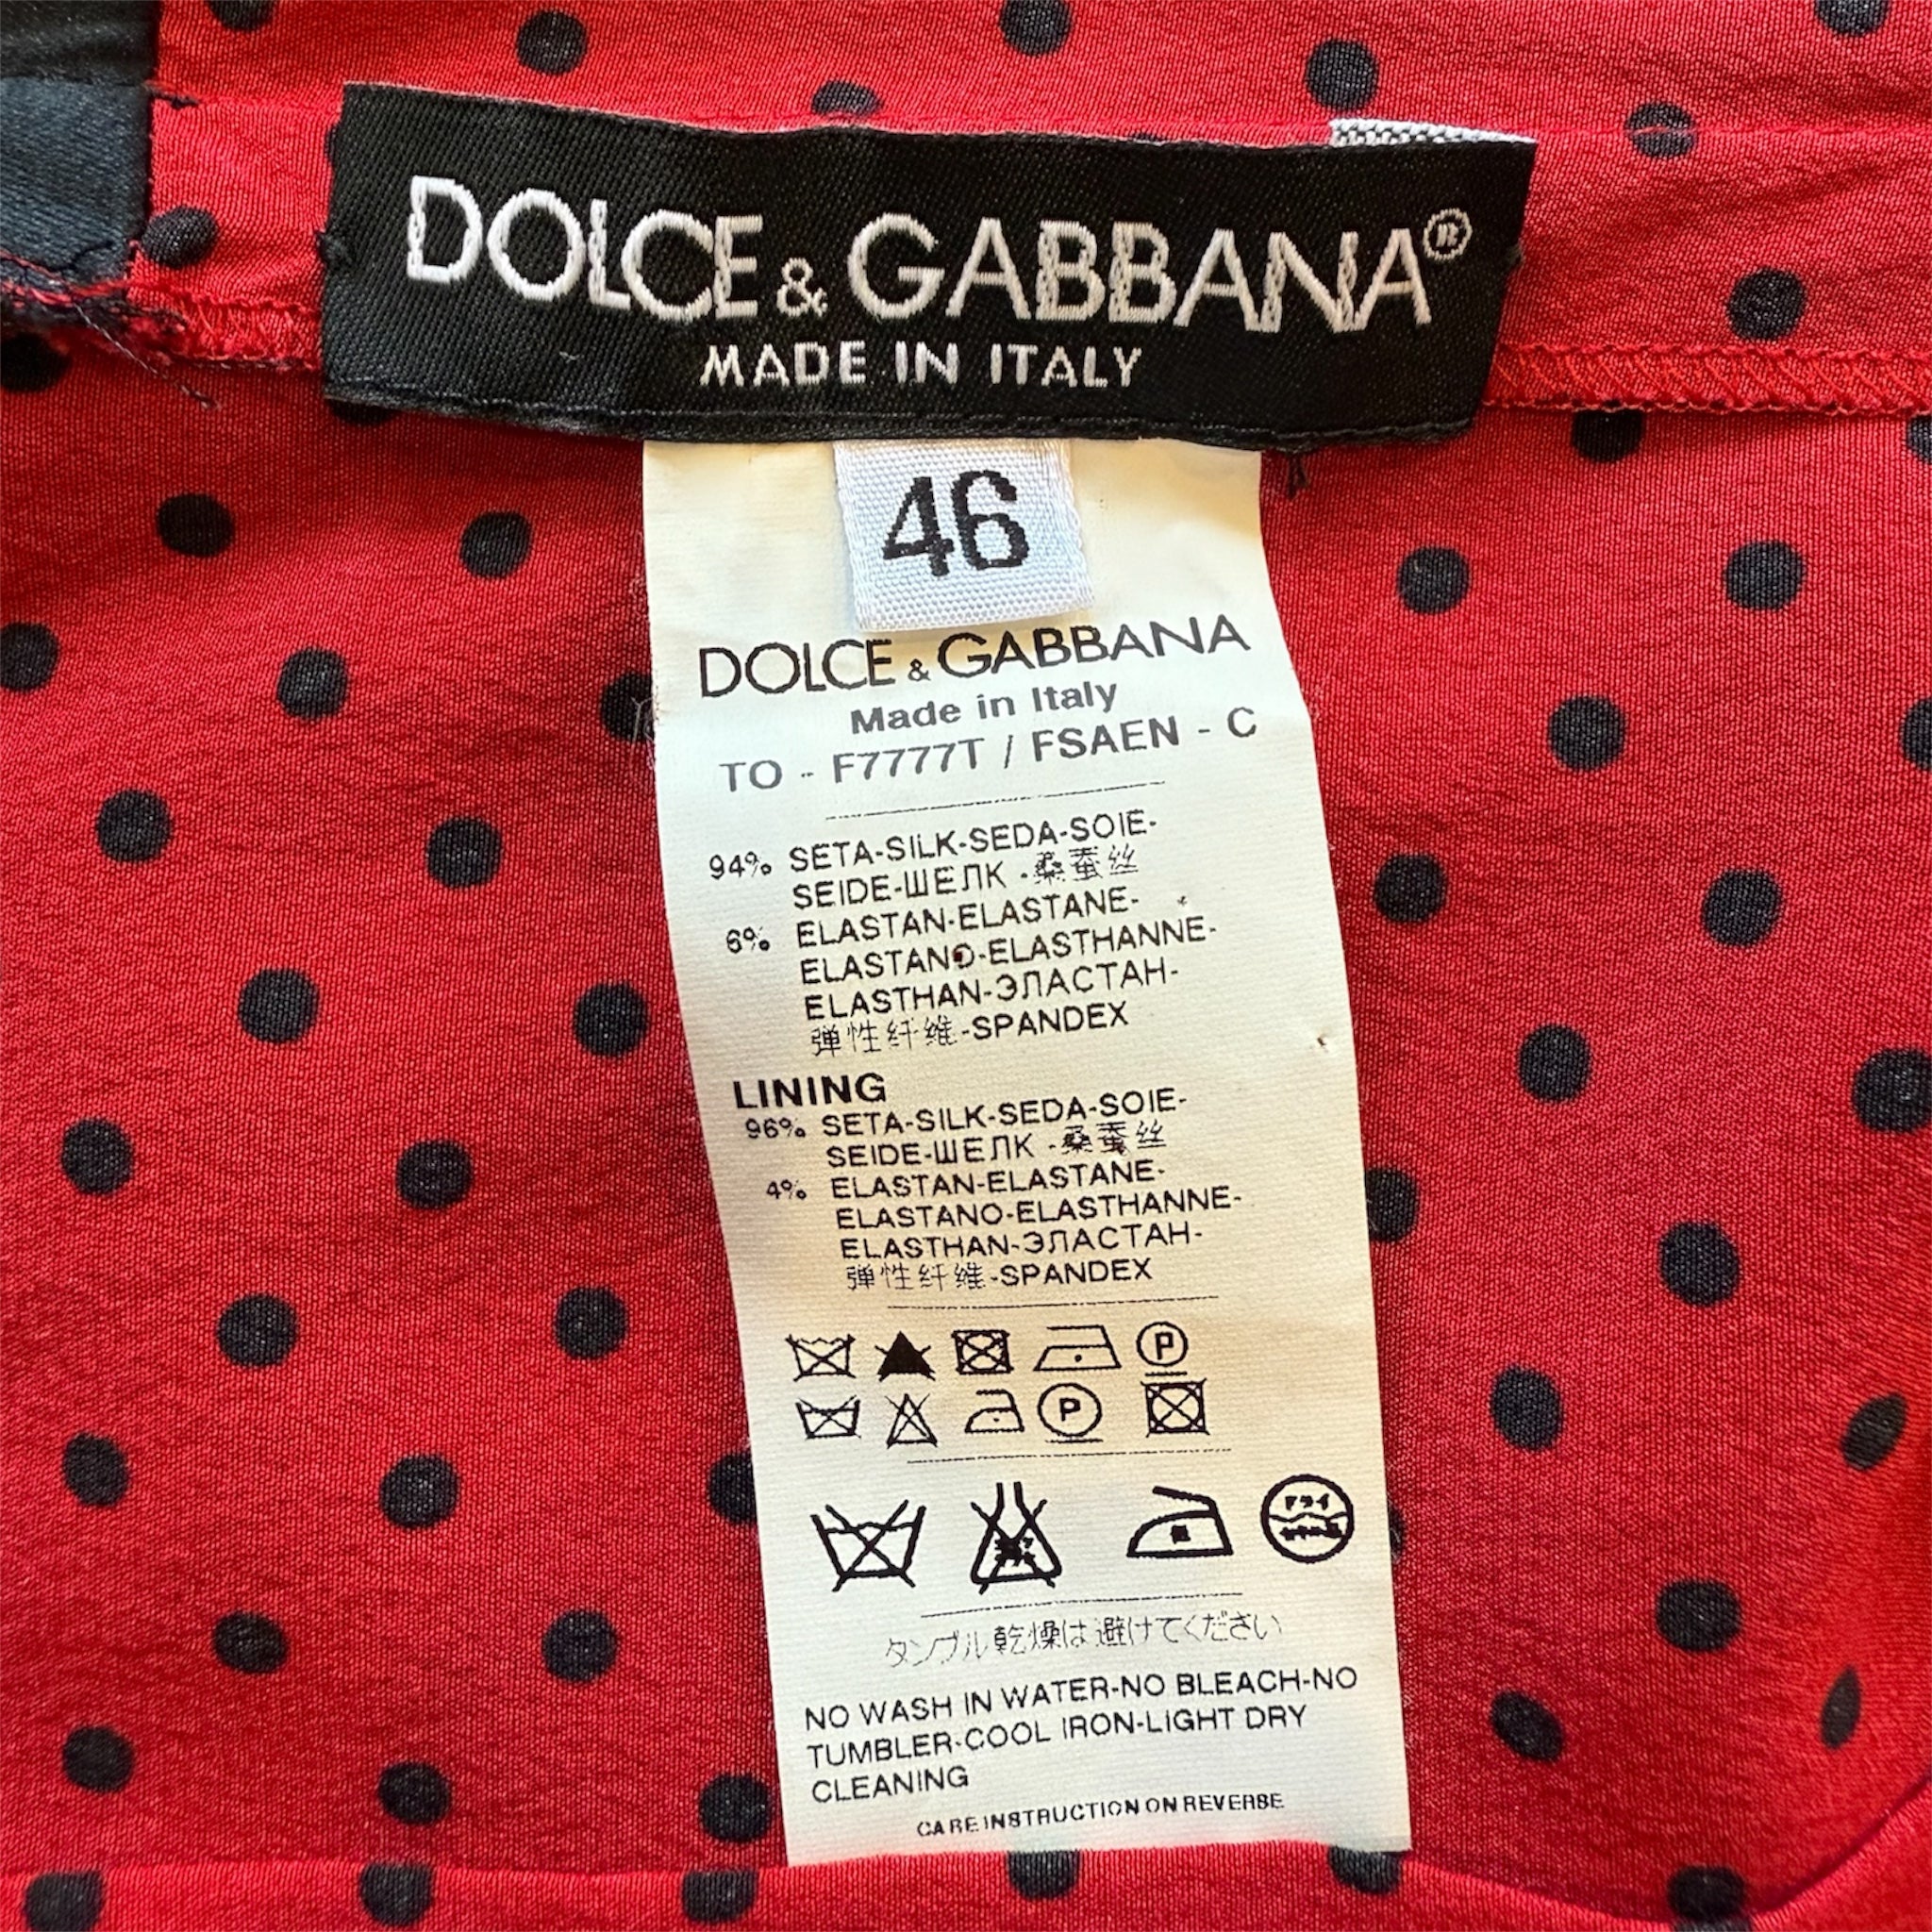 DOLCE & GABBANA®
MADE IN ITALY
46
DOLCE & GABBANA
Made in Italy
TO - F7777T / FSAEN - C
94% SETA-SILK-SEDA-SOIE-
SEIDE-ШЕЛК -桑蚕丝
6% ELASTAN-ELASTANE-
ELASTANO-ELASTHANNE-
ELASTHAN-ЭЛАСТАН-
弹性纤维-SPANDEX
LINING
96% SETA-SILK-SEDA-SOIE-
SEIDE-ШЕЛК -桑蚕丝
4% ELASTAN-ELASTANE-
ELASTANO-ELASTHANNE-
ELASTHAN-ЭЛАСТАН-
弹性纤维-SPANDEX
P
P
ドライ
タンブル乾燥は避けてください
NO WASH IN WATER-NO BLEACH-NO
TUMBLER-COOL IRON-LIGHT DRY
CLEANING
CARE INSTRUCTION ON REVERSE